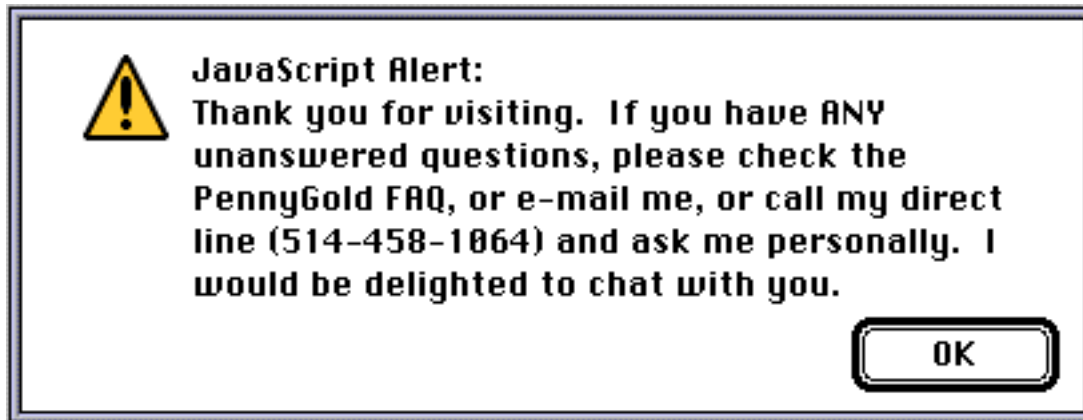 JavaScript Alert:
Thank you for visiting.  If you have ANY
unanswered questions, please check the
PennyGold FAQ, or e-mail me, or call my direct
line (514-458-1064) and ask me personally.  I
would be delighted to chat with you.
OK